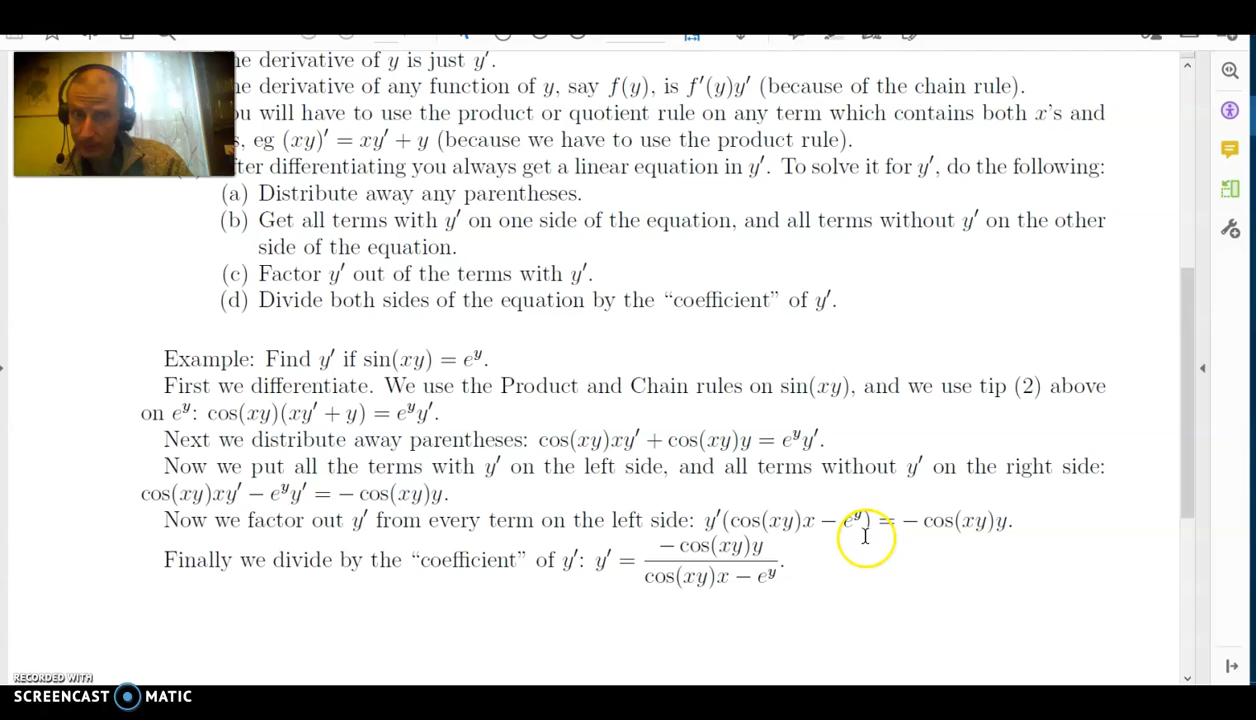 he derivative of y is just y′.
he derivative of any function of y, say f(y), is f′(y)y′ (because of the chain rule).
ou will have to use the product or quotient rule on any term which contains both x's and
s, eg (xy)′ = xy′ + y (because we have to use the product rule).
fter differentiating you always get a linear equation in y′. To solve it for y′, do the following:
(a) Distribute away any parentheses.
(b) Get all terms with y′ on one side of the equation, and all terms without y′ on the other
side of the equation.
(c) Factor y′ out of the terms with y′.
(d) Divide both sides of the equation by the “coefficient” of y′.
Example: Find y′ if sin(xy) = e^y.
First we differentiate. We use the Product and Chain rules on sin(xy), and we use tip (2) above
on e^y: cos(xy)(xy′ + y) = e^y y′.
Next we distribute away parentheses: cos(xy)xy′ + cos(xy)y = e^y y′.
Now we put all the terms with y′ on the left side, and all terms without y′ on the right side:
cos(xy)xy′ − e^y y′ = − cos(xy)y.
Now we factor out y′ from every term on the left side: y′(cos(xy)x − e^y) = − cos(xy)y.
Finally we divide by the “coefficient” of y′: y′ = (− cos(xy)y)/(cos(xy)x − e^y).
RECORDED WITH
SCREENCAST MATIC